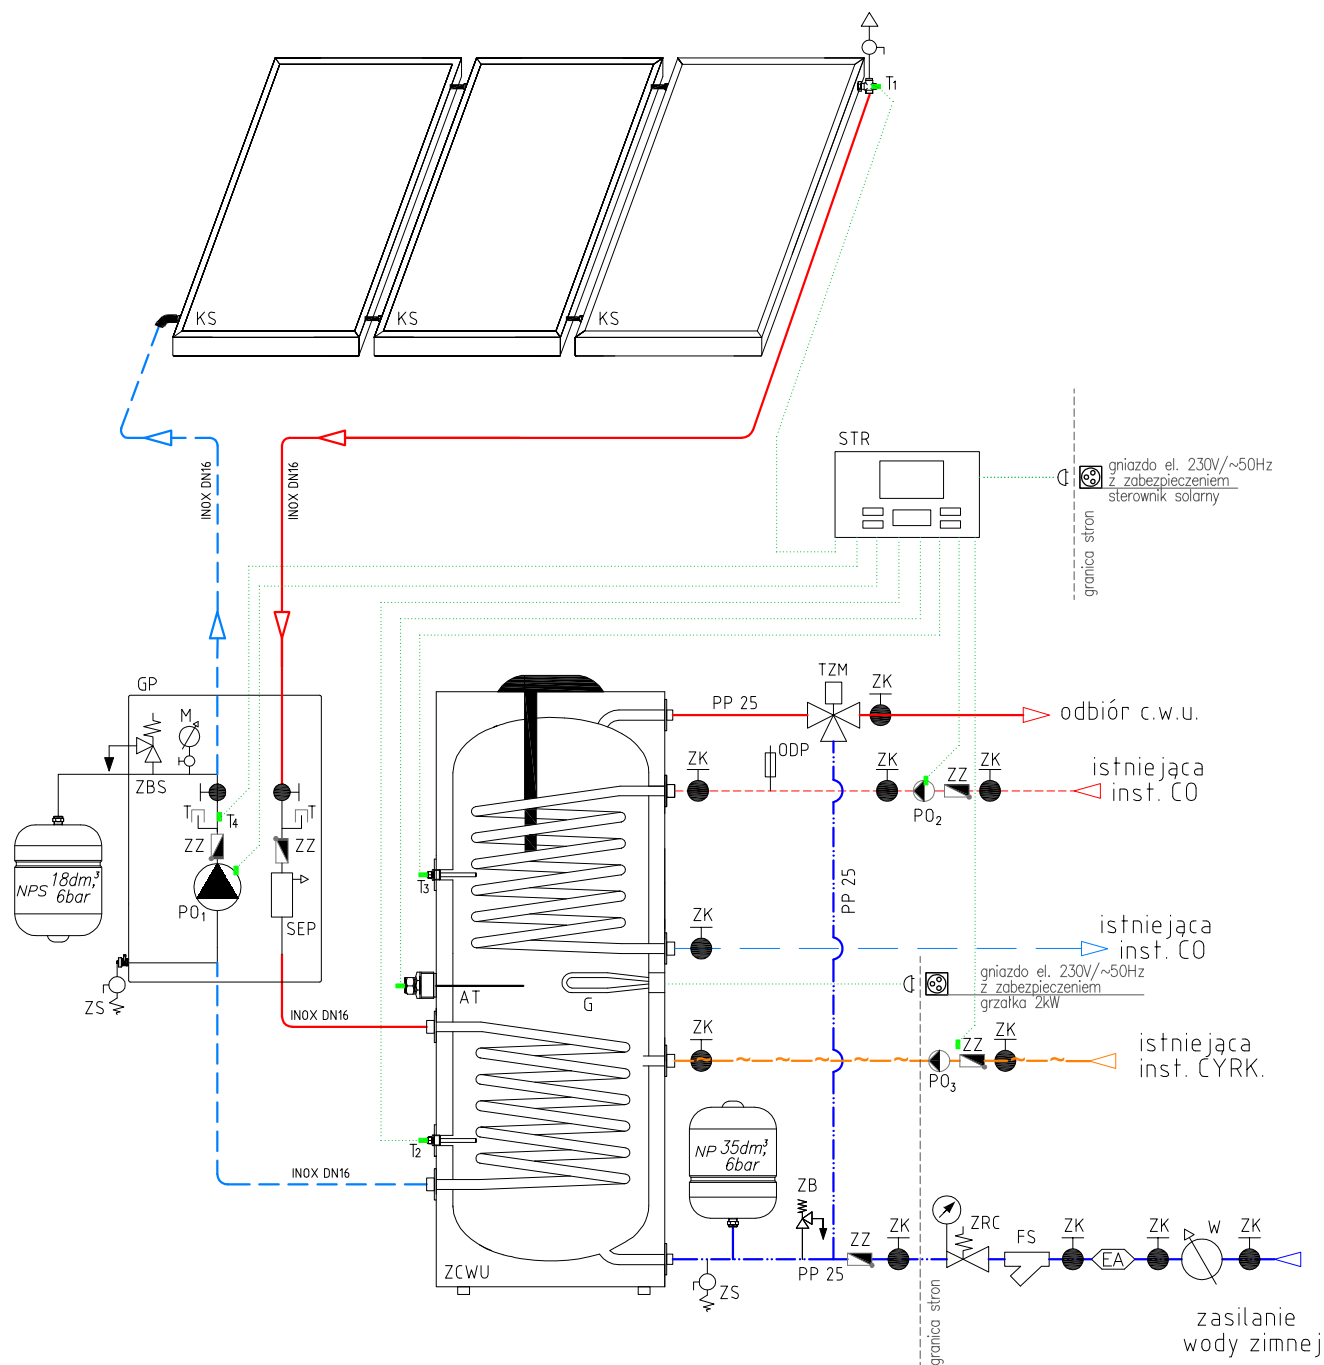 T1
KS
KS
KS
STR
gniazdo el. 230V/~50Hz
z zabezpieczeniem
sterownik solarny
granica stron
INOX DN16
INOX DN16
GP
M
ZBS
T
T4
T
ZZ
ZZ
PO1
SEP
NPS 18dm³,
6bar
ZS
INOX DN16
INOX DN16
TZM
PP 25
ZK
odbiór c.w.u.
ODP
ZK
ZK
PO2
ZZ
ZK
istniejąca
inst. CO
PP 25
T3
ZK
istniejąca
inst. CO
AT
G
gniazdo el. 230V/~50Hz
z zabezpieczeniem
grzałka 2kW
ZK
PO3
ZZ
ZK
istniejąca
inst. CYRK.
T2
NP 35dm³,
6bar
ZB
ZCWU
ZS
PP 25
ZZ
ZK
granica stron
ZRC
FS
ZK
EA
ZK
W
ZK
zasilanie
wody zimnej